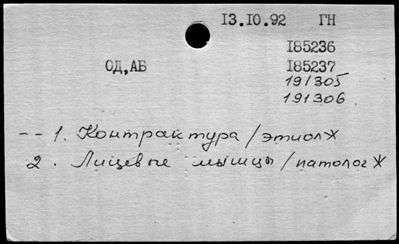 13.10.92 ГН
185236
ОД,АБ 185237
191305
191306
-- 1. Контрактура/этиол*
2. Лицевые мышцы/патолог*